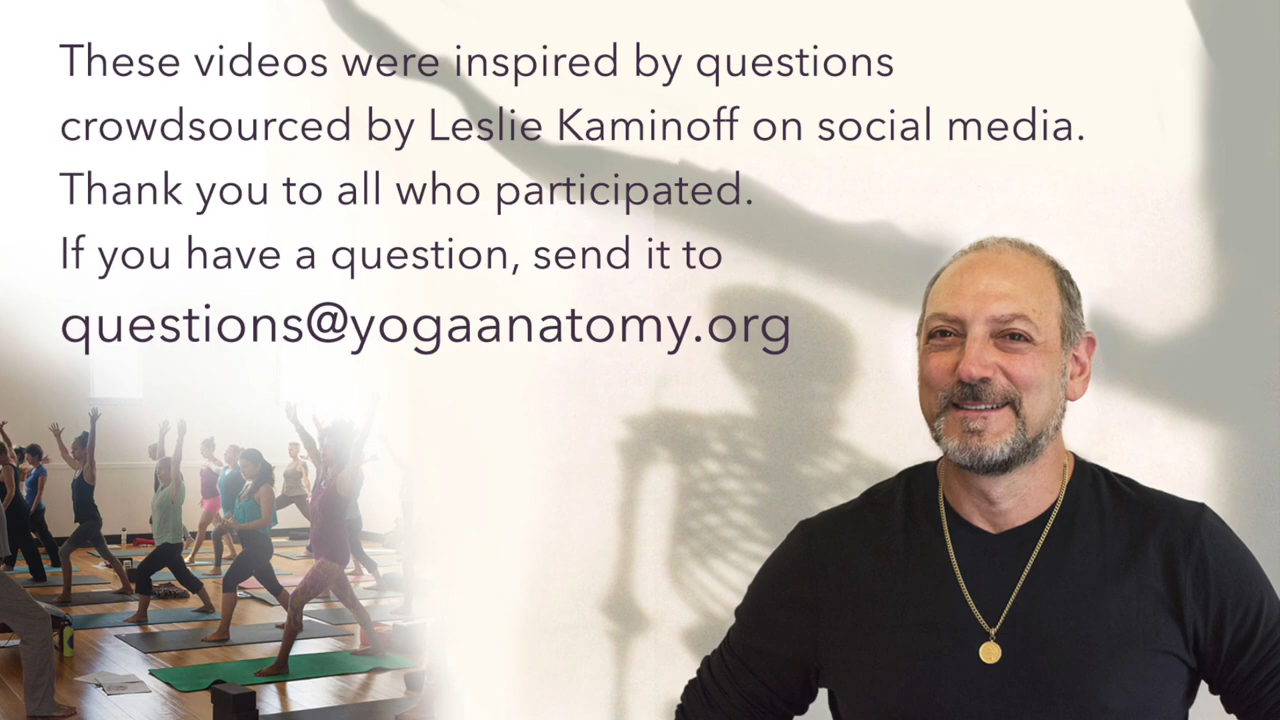 These videos were inspired by questions
crowdsourced by Leslie Kaminoff on social media.
Thank you to all who participated.
If you have a question, send it to
questions@yogaanatomy.org